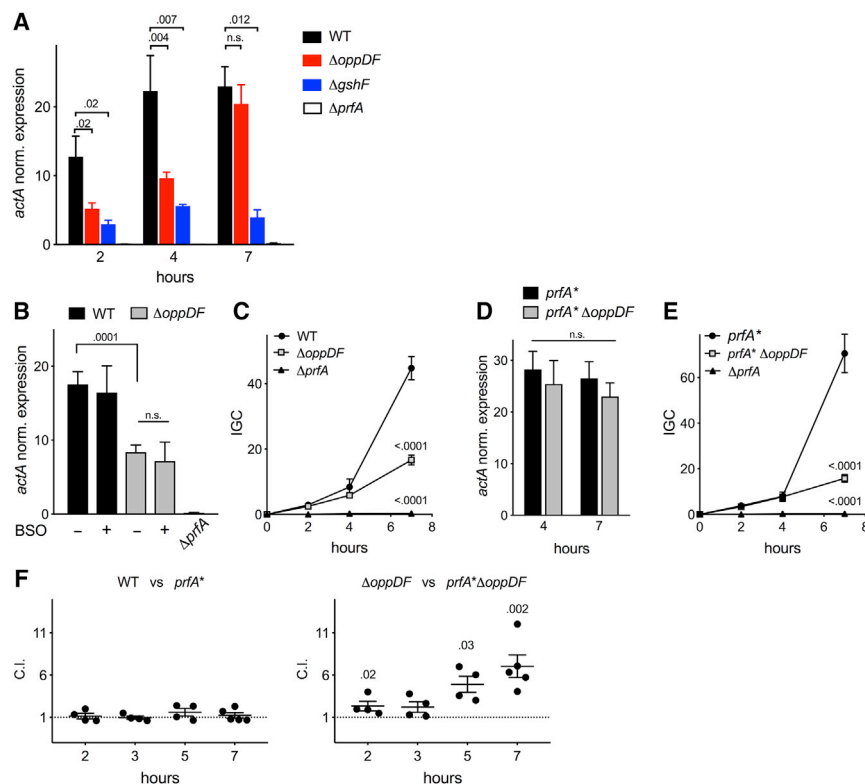 A
.012
WT
.007
.004
n.s.
ΔoppDF
.02
ΔgshF
.02
ΔprfA
actA norm. expression
20
10
0
2 4 7
hours
B
WT ΔoppDF
.0001
n.s.
actA norm. expression
20
10
0
BSO − + − + ΔprfA
C
WT
ΔoppDF
ΔprfA
IGC
40
20
0
<.0001
<.0001
0 2 4 6 8
hours
D
prfA*
prfA* ΔoppDF
n.s.
actA norm. expression
30
20
10
0
4 7
hours
E
prfA*
prfA* ΔoppDF
ΔprfA
IGC
60
40
20
0
<.0001
<.0001
0 2 4 6 8
hours
F
WT vs prfA*
C.I.
11
6
1
2 3 5 7
hours
ΔoppDF vs prfA*ΔoppDF
.002
.03
.02
C.I.
11
6
1
2 3 5 7
hours